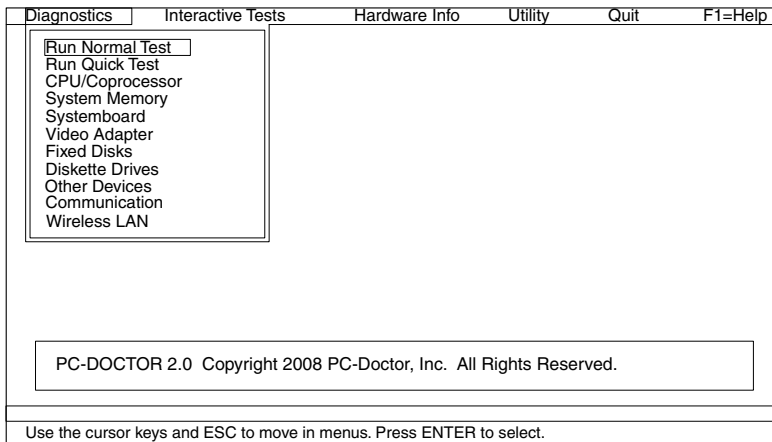 Diagnostics Interactive Tests Hardware Info Utility Quit F1=Help
Run Normal Test
Run Quick Test
CPU/Coprocessor
System Memory
Systemboard
Video Adapter
Fixed Disks
Diskette Drives
Other Devices
Communication
Wireless LAN
PC-DOCTOR 2.0 Copyright 2008 PC-Doctor, Inc. All Rights Reserved.
Use the cursor keys and ESC to move in menus. Press ENTER to select.